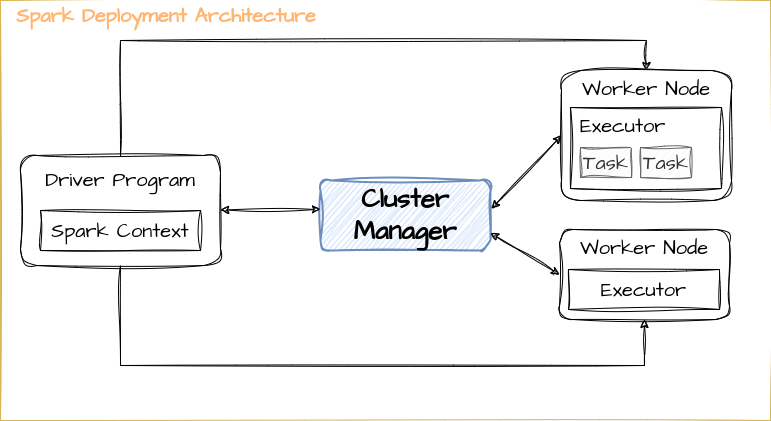 Spark Deployment Architecture
Driver Program
Spark Context
Cluster
Manager
Worker Node
Executor
Task Task
Worker Node
Executor